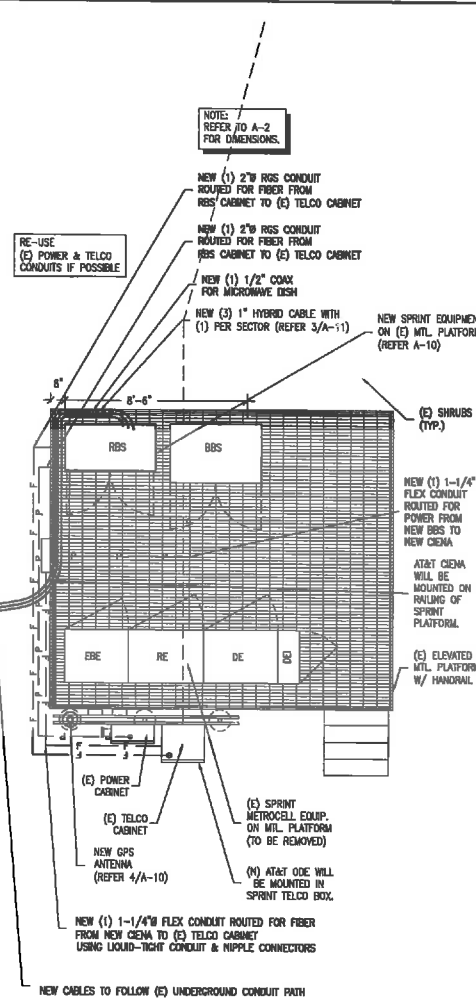 NOTE:
REFER TO A-2
FOR DIMENSIONS.
NEW (1) 2"Ø RGS CONDUIT
ROUTED FOR FIBER FROM
RBS CABINET TO (E) TELCO CABINET
RE-USE
(E) POWER & TELCO
CONDUITS IF POSSIBLE
NEW (1) 2"Ø RGS CONDUIT
ROUTED FOR FIBER FROM
RBS CABINET TO (E) TELCO CABINET
NEW (1) 1/2" COAX
FOR MICROWAVE DISH
NEW (3) 1" HYBRID CABLE WITH
(1) PER SECTOR (REFER 3/A-11)
NEW SPRINT EQUIPMEN
ON (E) MTL. PLATFORM
(REFER A-10)
8"
8'-6"
(E) SHRUBS
(TYP.)
RBS
BBS
NEW (1) 1-1/4"
FLEX CONDUIT
ROUTED FOR
POWER FROM
NEW BBS TO
NEW CIENA
AT&T CIENA
WILL BE
MOUNTED ON
RAILING OF
SPRINT
PLATFORM.
EBE
RE
DE
DEI
(E) ELEVATED
MTL. PLATFORM
W/ HANDRAIL
(E) POWER
CABINET
(E) TELCO
CABINET
NEW GPS
ANTENNA
(REFER 4/A-10)
(E) SPRINT
METROCELL EQUIP.
ON MTL. PLATFORM
(TO BE REMOVED)
(N) AT&T ODE WILL
BE MOUNTED IN
SPRINT TELCO BOX.
NEW (1) 1-1/4"Ø FLEX CONDUIT ROUTED FOR FIBER
FROM NEW CIENA TO (E) TELCO CABINET
USING LIQUID-TIGHT CONDUIT & NIPPLE CONNECTORS
NEW CABLES TO FOLLOW (E) UNDERGROUND CONDUIT PATH